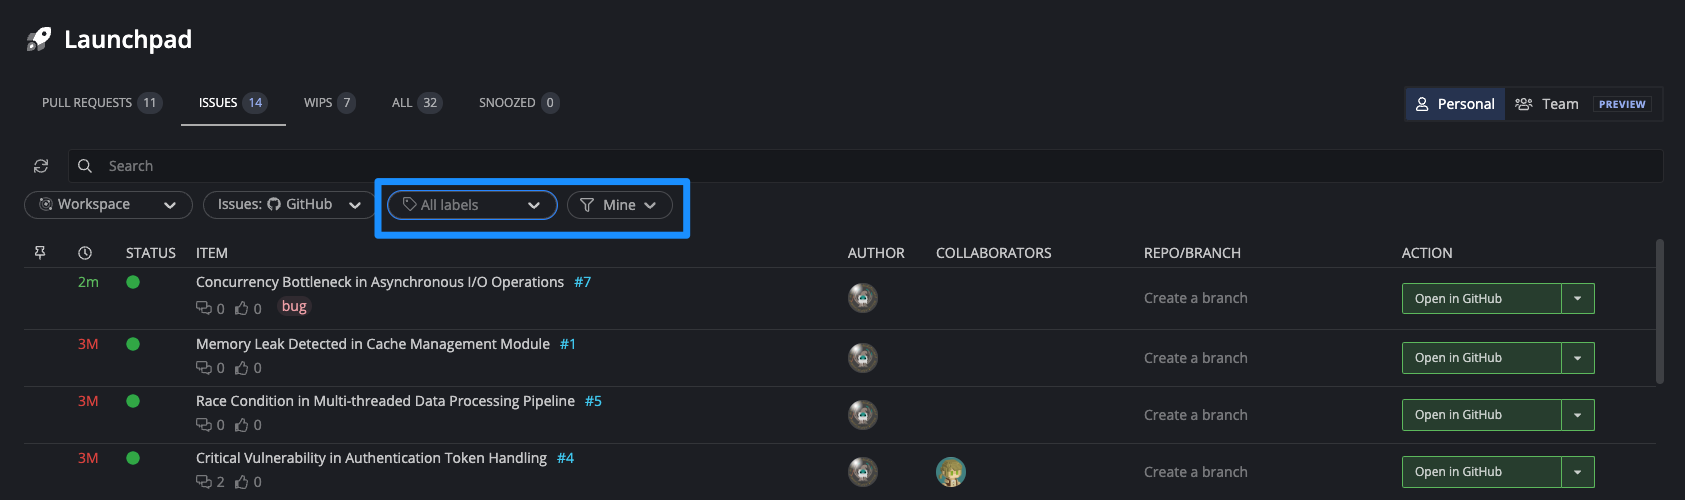 Launchpad
PULL REQUESTS 11 ISSUES 14 WIPS 7 ALL 32 SNOOZED 0 Personal Team PREVIEW
Search
Workspace Issues: GitHub All labels Mine
STATUS ITEM AUTHOR COLLABORATORS REPO/BRANCH ACTION
2m Concurrency Bottleneck in Asynchronous I/O Operations #7 Create a branch Open in GitHub
0 0 bug
3M Memory Leak Detected in Cache Management Module #1 Create a branch Open in GitHub
0 0
3M Race Condition in Multi-threaded Data Processing Pipeline #5 Create a branch Open in GitHub
0 0
3M Critical Vulnerability in Authentication Token Handling #4 Create a branch Open in GitHub
2 0